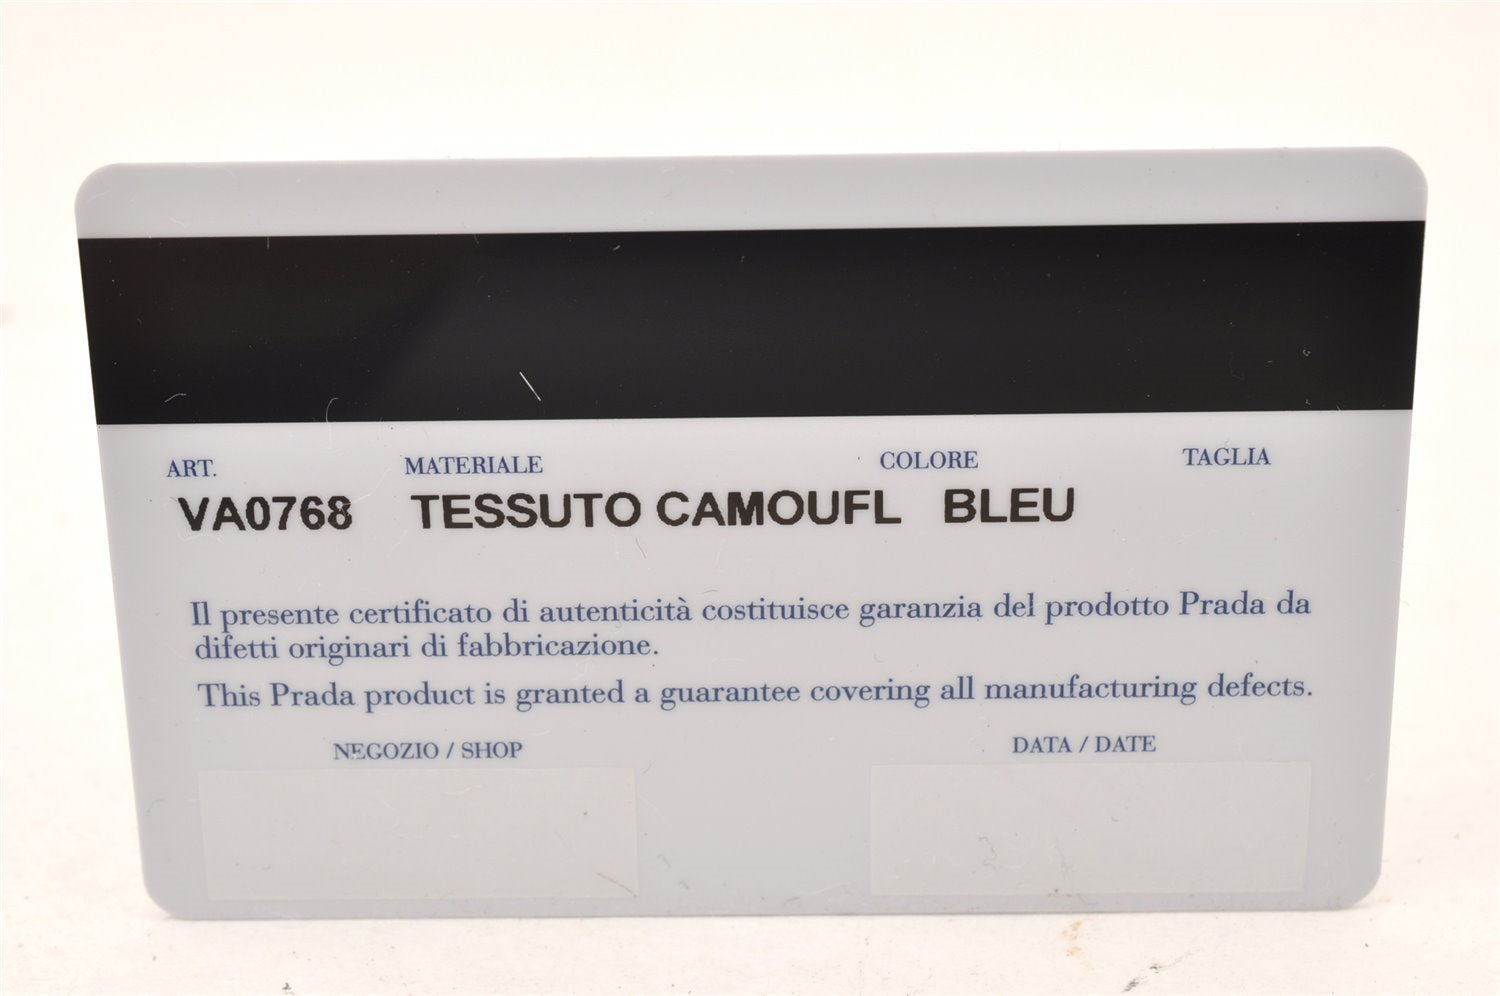 ART. MATERIALE COLORE TAGLIA
VA0768 TESSUTO CAMOUFL BLEU
Il presente certificato di autenticità costituisce garanzia del prodotto Prada da
difetti originari di fabbricazione.
This Prada product is granted a guarantee covering all manufacturing defects.
NEGOZIO / SHOP DATA / DATE